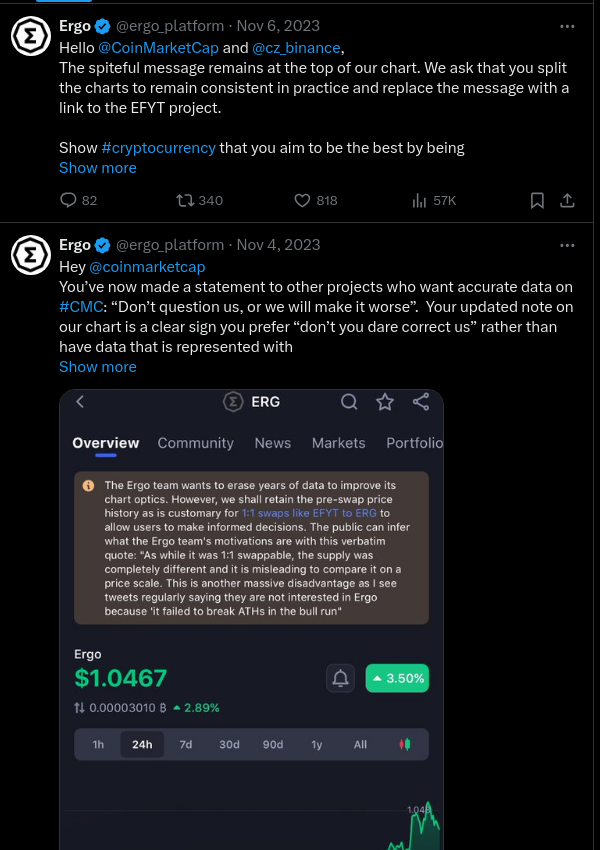 Ergo @ergo_platform · Nov 6, 2023
Hello @CoinMarketCap and @cz_binance,
The spiteful message remains at the top of our chart. We ask that you split
the charts to remain consistent in practice and replace the message with a
link to the EFYT project.
Show #cryptocurrency that you aim to be the best by being
Show more
82 340 818 57K
Ergo @ergo_platform · Nov 4, 2023
Hey @coinmarketcap
You've now made a statement to other projects who want accurate data on
#CMC: “Don't question us, or we will make it worse”.  Your updated note on
our chart is a clear sign you prefer “don't you dare correct us” rather than
have data that is represented with
Show more
ERG
Overview Community News Markets Portfolio
The Ergo team wants to erase years of data to improve its
chart optics. However, we shall retain the pre-swap price
history as is customary for 1:1 swaps like EFYT to ERG to
allow users to make informed decisions. The public can infer
what the Ergo team's motivations are with this verbatim
quote: "As while it was 1:1 swappable, the supply was
completely different and it is misleading to compare it on a
price scale. This is another massive disadvantage as I see
tweets regularly saying they are not interested in Ergo
because 'it failed to break ATHs in the bull run"
Ergo
$1.0467
3.50%
0.00003010 ₿ 2.89%
1h 24h 7d 30d 90d 1y All